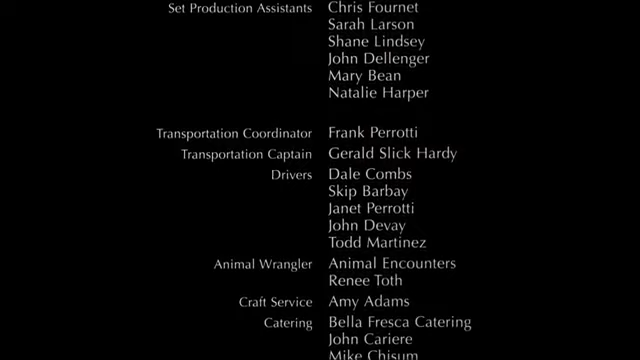 Set Production Assistants Chris Fournet
Sarah Larson
Shane Lindsey
John Dellenger
Mary Bean
Natalie Harper
Transportation Coordinator Frank Perrotti
Transportation Captain Gerald Slick Hardy
Drivers Dale Combs
Skip Barbay
Janet Perrotti
John Devay
Todd Martinez
Animal Wrangler Animal Encounters
Renee Toth
Craft Service Amy Adams
Catering Bella Fresca Catering
John Cariere
Mike Chisum